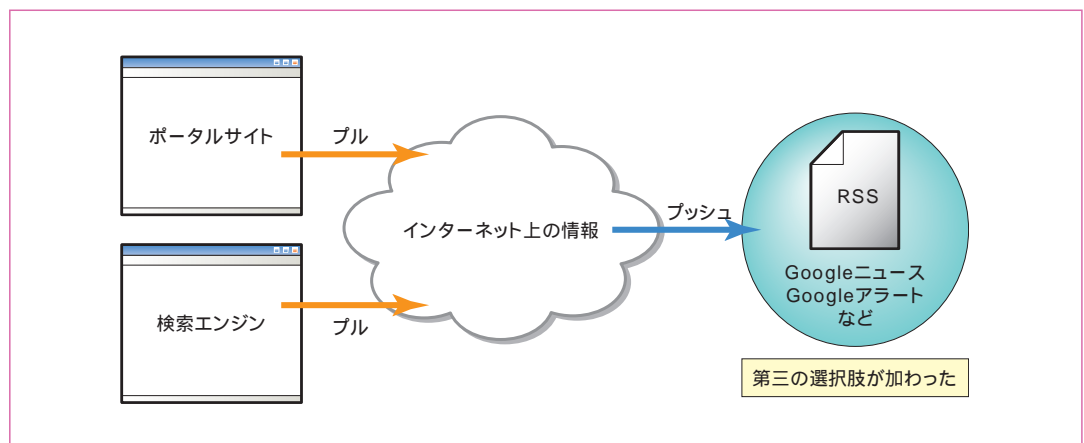 ポータルサイト
プル
検索エンジン
プル
インターネット上の情報
プッシュ
RSS
Googleニュース
Googleアラート
など
第三の選択肢が加わった